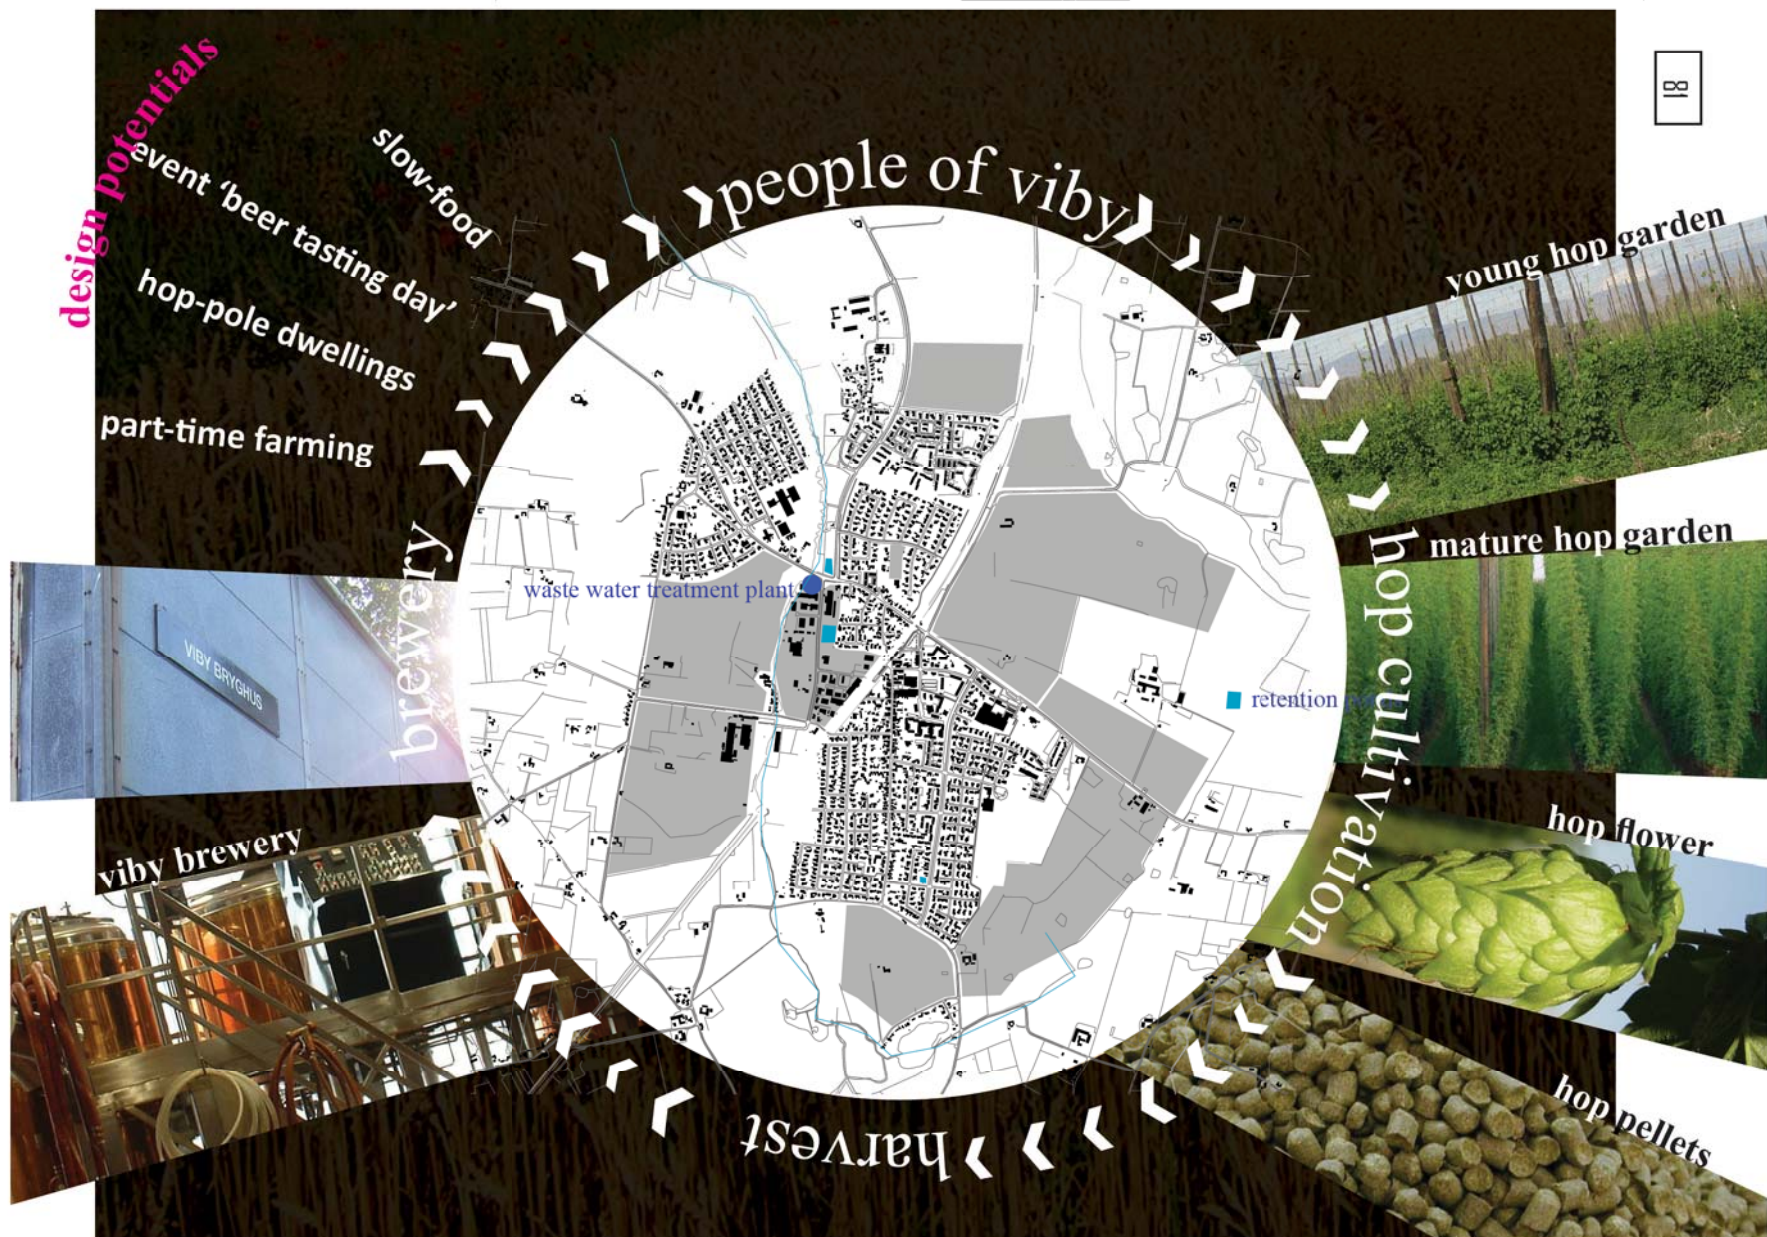 design potentials
slow-food
event ‘beer tasting day’
hop-pole dwellings
part-time farming
people of viby
hop cultivation
harvest
brewery
young hop garden
mature hop garden
hop flower
hop pellets
viby brewery
VIBY BRYGHUS
waste water treatment plant
retention
81